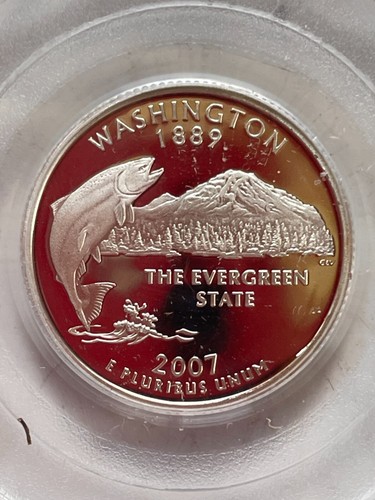 WASHINGTON
1889
THE EVERGREEN
STATE
2007
E PLURIBUS UNUM